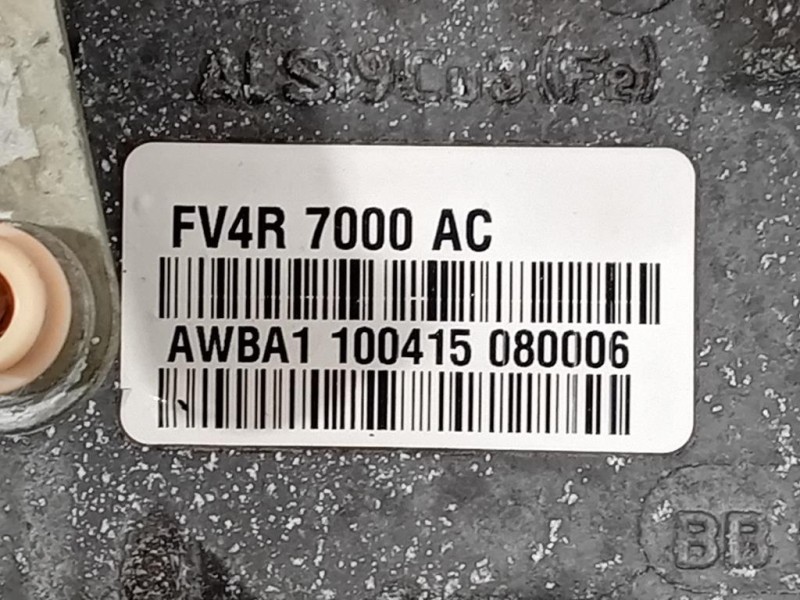 ALSi9Cu3(Fe)
FV4R 7000 AC
AWBA1 100415 080006
BB